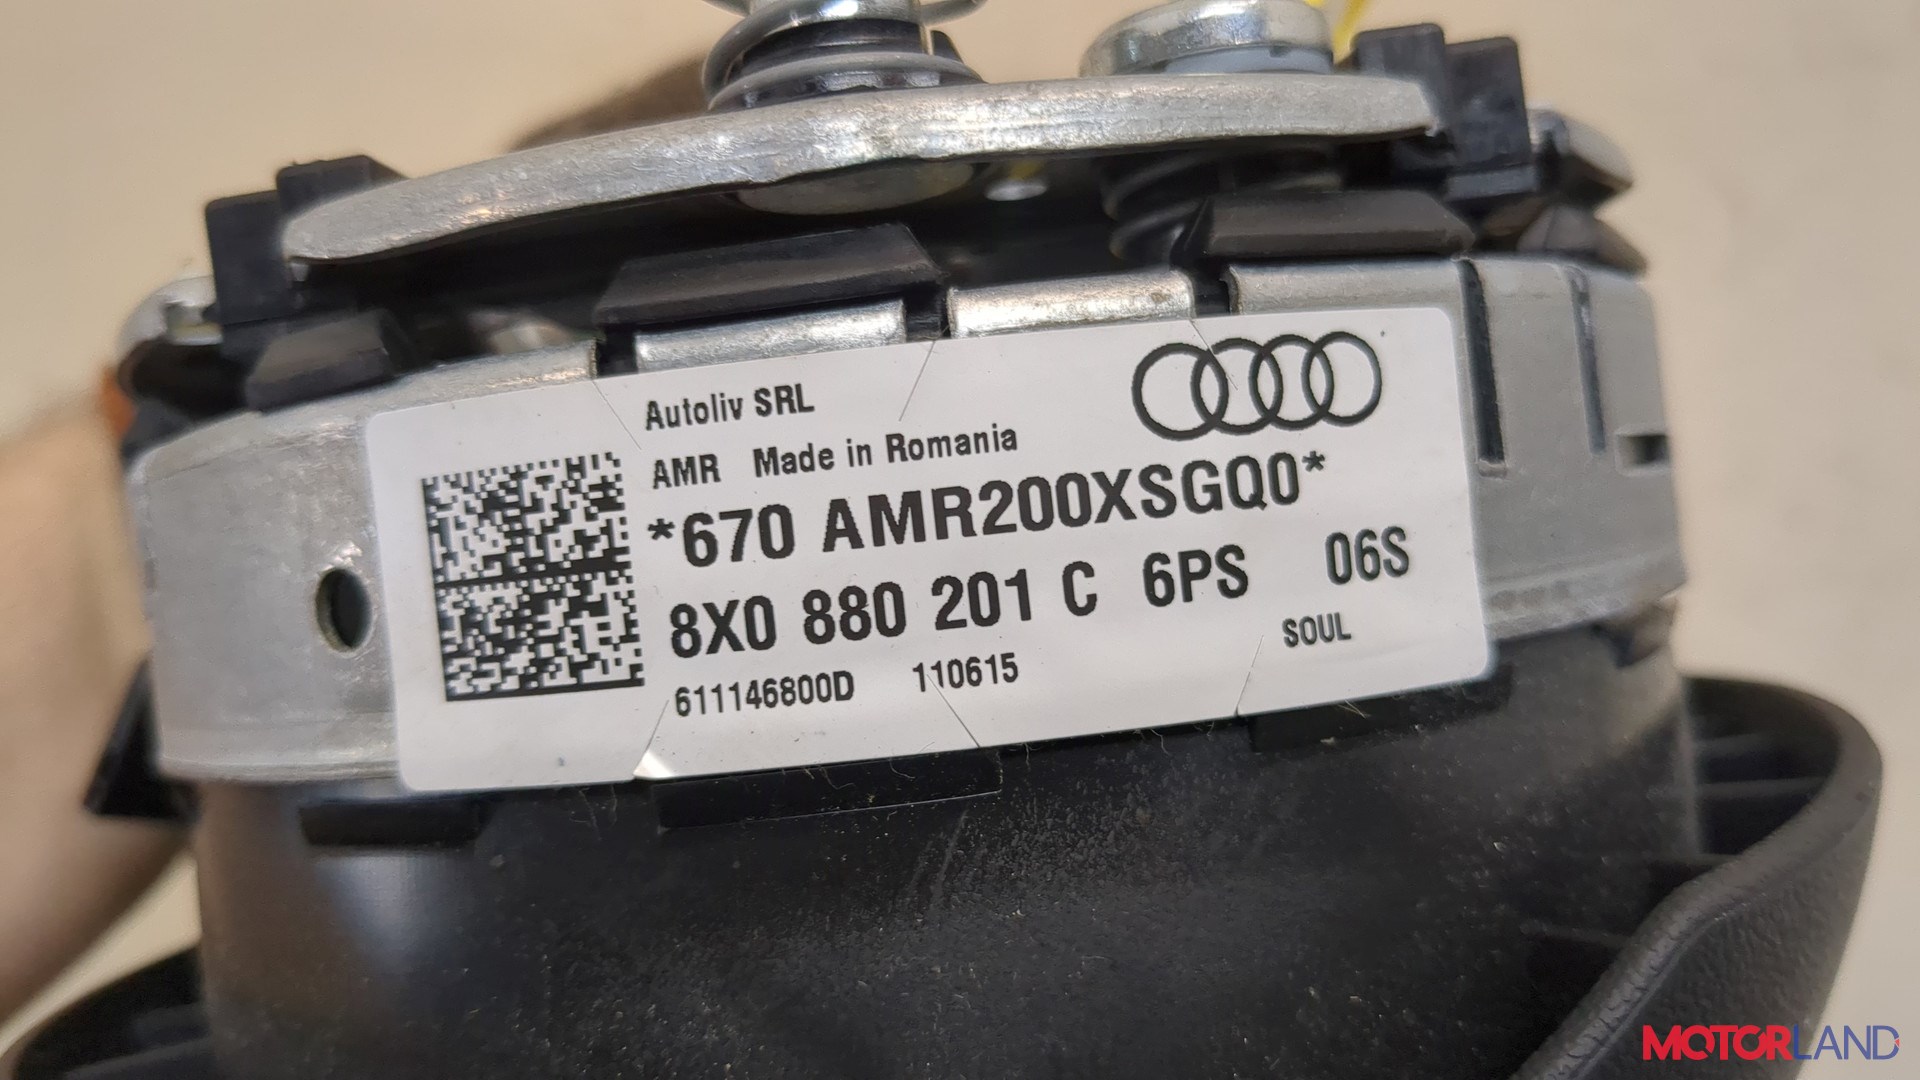 Autoliv SRL
AMR Made in Romania
*670 AMR200XSGQ0*
8X0 880 201 C 6PS 06S
611146800D 110615 SOUL
MOTORLAND